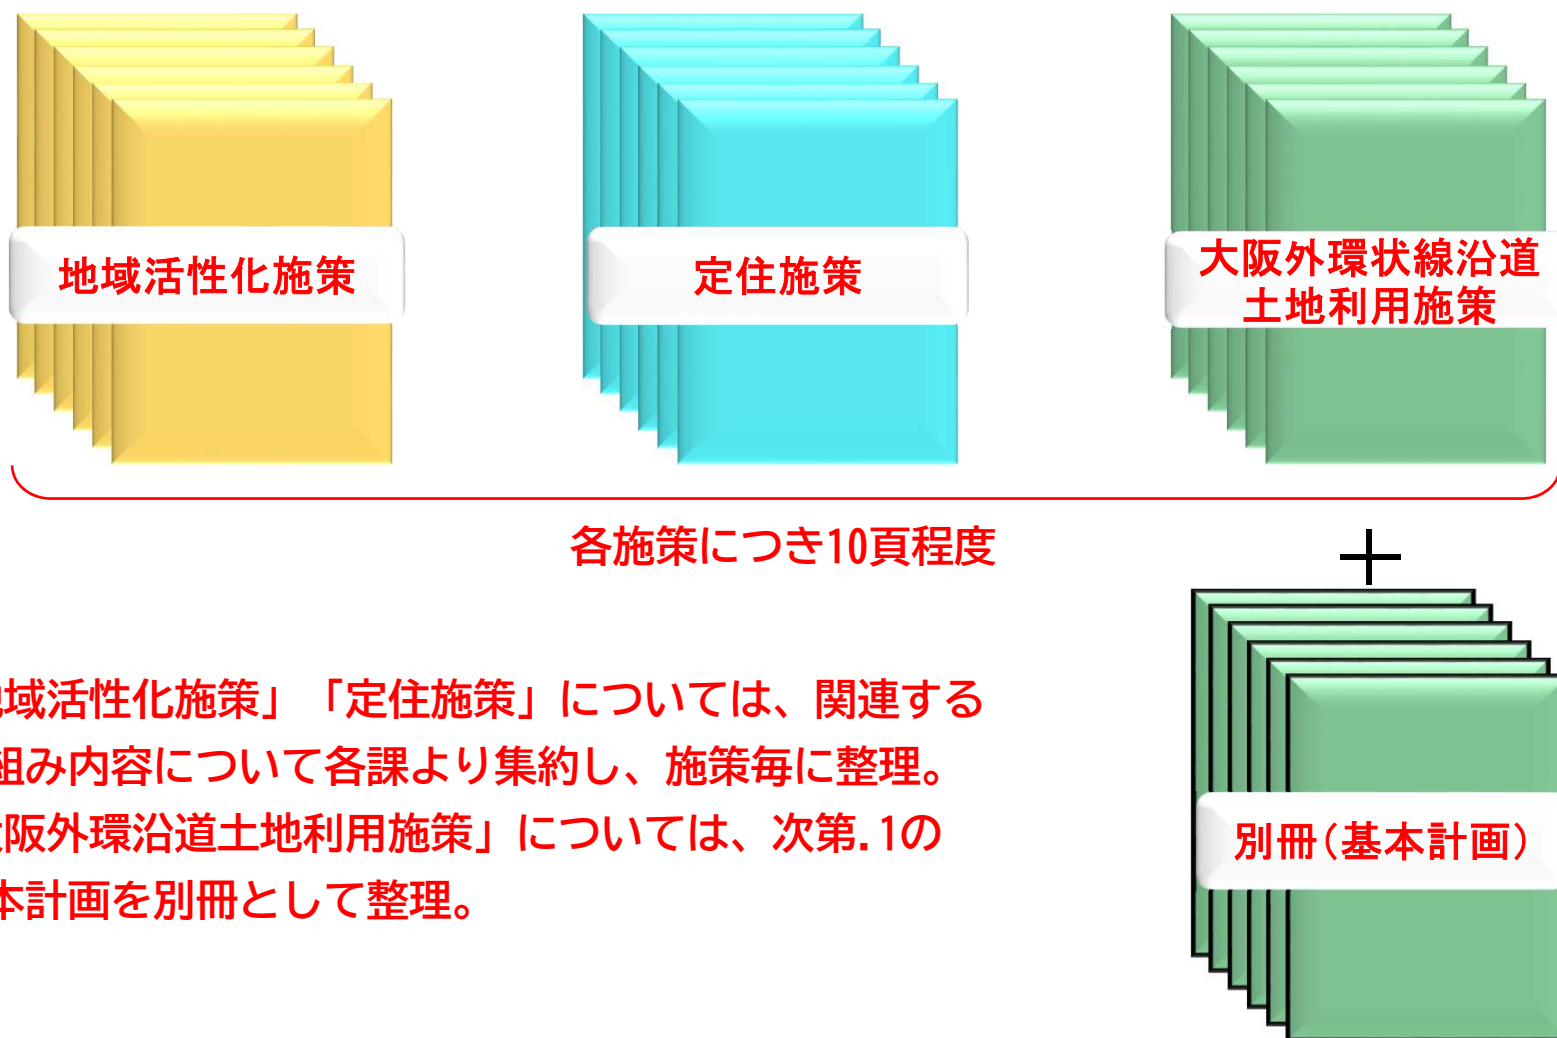 地域活性化施策
定住施策
大阪外環状線沿道
土地利用施策
各施策につき10頁程度
＋
域活性化施策」「定住施策」については、関連する
組み内容について各課より集約し、施策毎に整理。
阪外環沿道土地利用施策」については、次第.1の
本計画を別冊として整理。
別冊(基本計画)